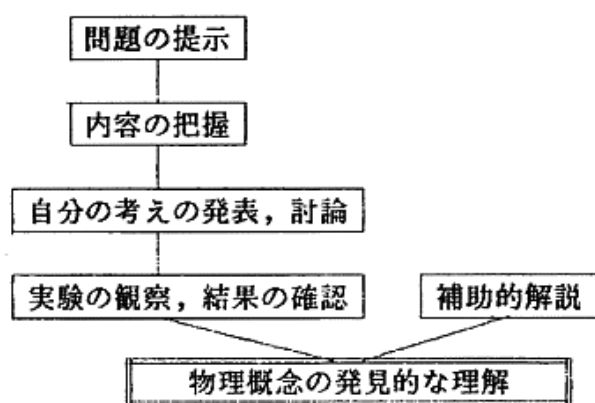 問題の提示
内容の把握
自分の考えの発表，討論
実験の観察，結果の確認
補助的解説
物理概念の発見的な理解